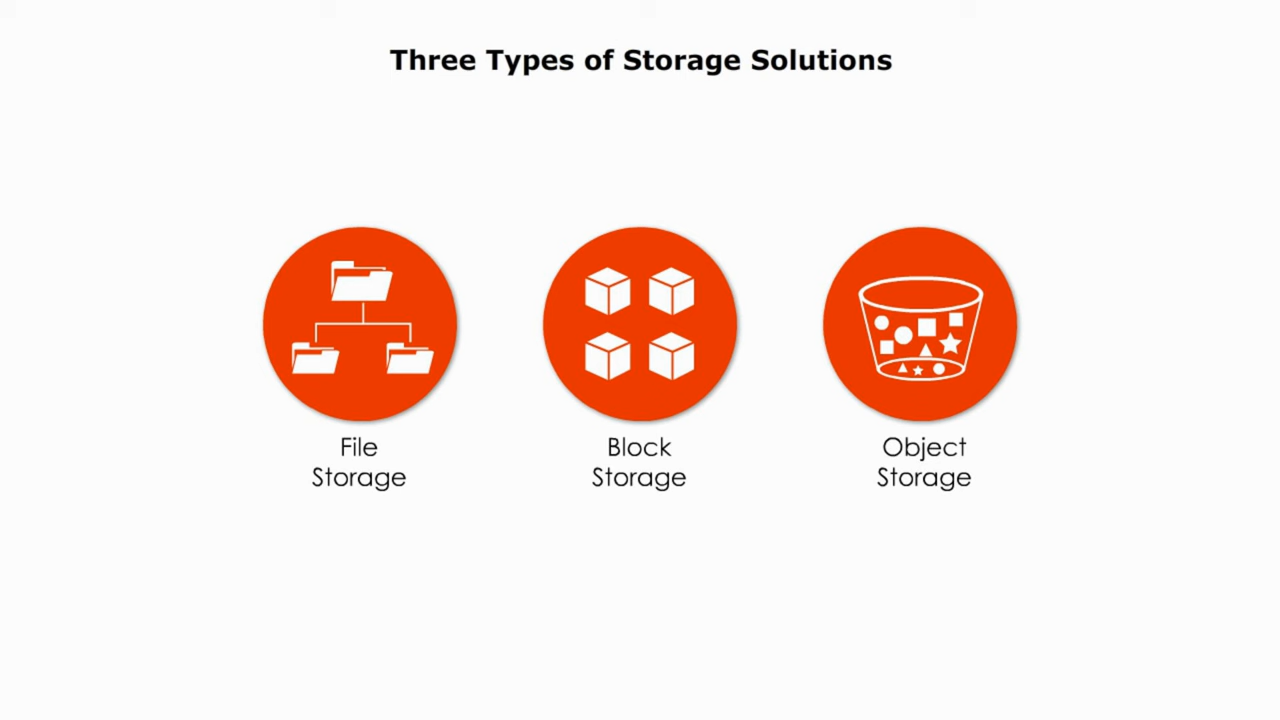 Three Types of Storage Solutions
File
Storage
Block
Storage
Object
Storage